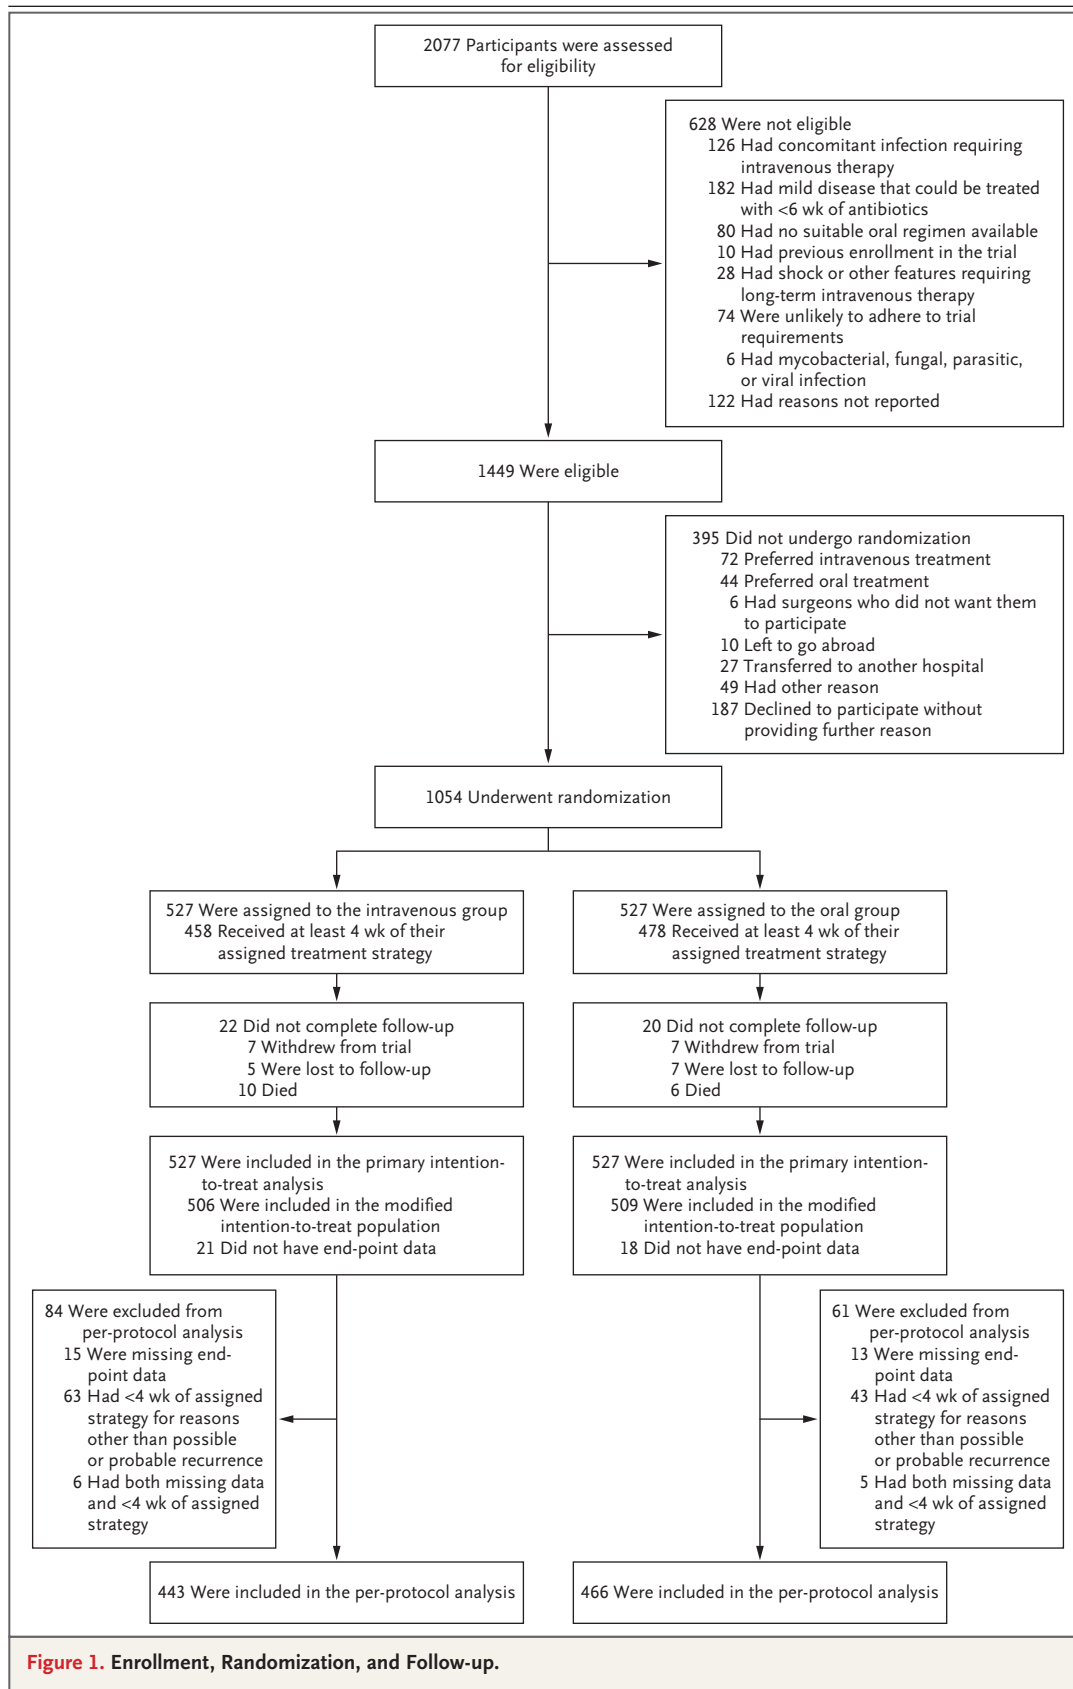 2077 Participants were assessed
for eligibility
628 Were not eligible
126 Had concomitant infection requiring
intravenous therapy
182 Had mild disease that could be treated
with <6 wk of antibiotics
80 Had no suitable oral regimen available
10 Had previous enrollment in the trial
28 Had shock or other features requiring
long-term intravenous therapy
74 Were unlikely to adhere to trial
requirements
6 Had mycobacterial, fungal, parasitic,
or viral infection
122 Had reasons not reported
1449 Were eligible
395 Did not undergo randomization
72 Preferred intravenous treatment
44 Preferred oral treatment
6 Had surgeons who did not want them
to participate
10 Left to go abroad
27 Transferred to another hospital
49 Had other reason
187 Declined to participate without
providing further reason
1054 Underwent randomization
527 Were assigned to the intravenous group
458 Received at least 4 wk of their
assigned treatment strategy
527 Were assigned to the oral group
478 Received at least 4 wk of their
assigned treatment strategy
22 Did not complete follow-up
7 Withdrew from trial
5 Were lost to follow-up
10 Died
20 Did not complete follow-up
7 Withdrew from trial
7 Were lost to follow-up
6 Died
527 Were included in the primary intention-
to-treat analysis
506 Were included in the modified
intention-to-treat population
21 Did not have end-point data
527 Were included in the primary intention-
to-treat analysis
509 Were included in the modified
intention-to-treat population
18 Did not have end-point data
84 Were excluded from
per-protocol analysis
15 Were missing end-
point data
63 Had <4 wk of assigned
strategy for reasons
other than possible
or probable recurrence
6 Had both missing data
and <4 wk of assigned
strategy
61 Were excluded from
per-protocol analysis
13 Were missing end-
point data
43 Had <4 wk of assigned
strategy for reasons
other than possible
or probable recurrence
5 Had both missing data
and <4 wk of assigned
strategy
443 Were included in the per-protocol analysis
466 Were included in the per-protocol analysis
Figure 1. Enrollment, Randomization, and Follow-up.